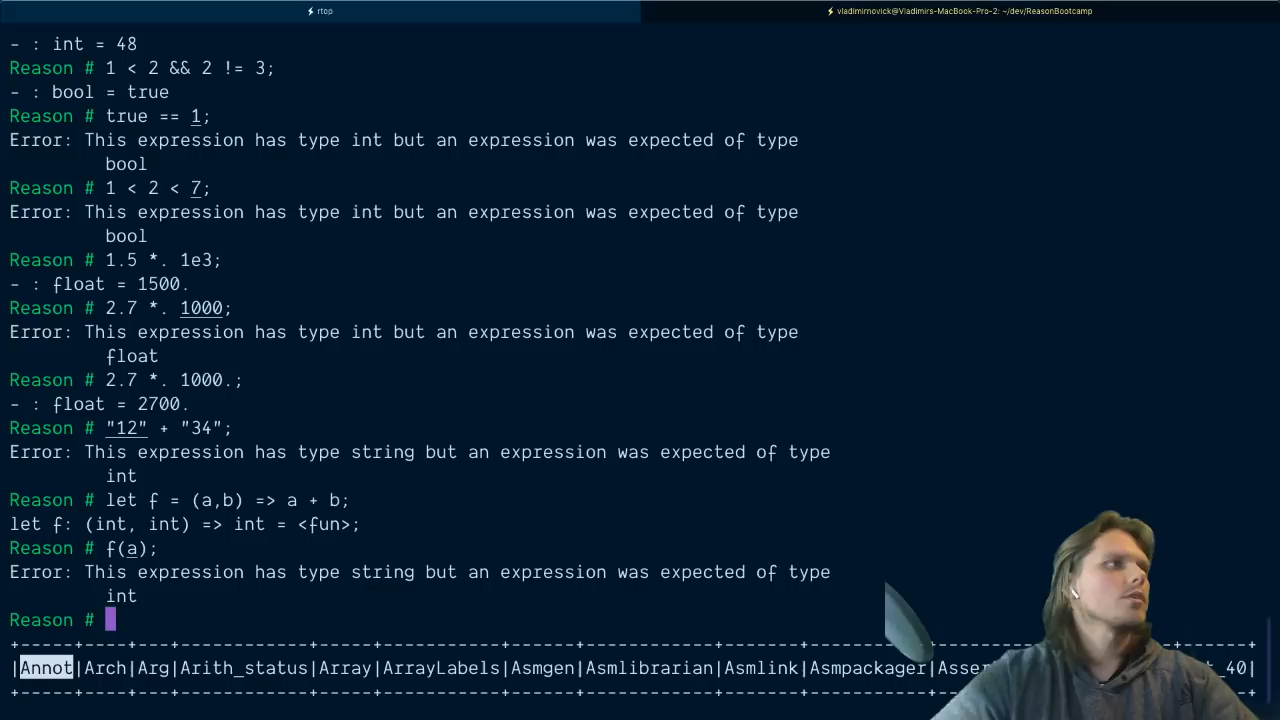 ⚡ rtop
⚡ vladimirnovick@Vladimirs-MacBook-Pro-2: ~/dev/ReasonBootcamp
- : int = 48
Reason # 1 < 2 && 2 != 3;
- : bool = true
Reason # true == 1;
Error: This expression has type int but an expression was expected of type
bool
Reason # 1 < 2 < 7;
Error: This expression has type int but an expression was expected of type
bool
Reason # 1.5 *. 1e3;
- : float = 1500.
Reason # 2.7 *. 1000;
Error: This expression has type int but an expression was expected of type
float
Reason # 2.7 *. 1000.;
- : float = 2700.
Reason # "12" + "34";
Error: This expression has type string but an expression was expected of type
int
Reason # let f = (a,b) => a + b;
let f: (int, int) => int = <fun>;
Reason # f(a);
Error: This expression has type string but an expression was expected of type
int
Reason #
|Annot|Arch|Arg|Arith_status|Array|ArrayLabels|Asmgen|Asmlibrarian|Asmlink|Asmpackager|Asser t_40|